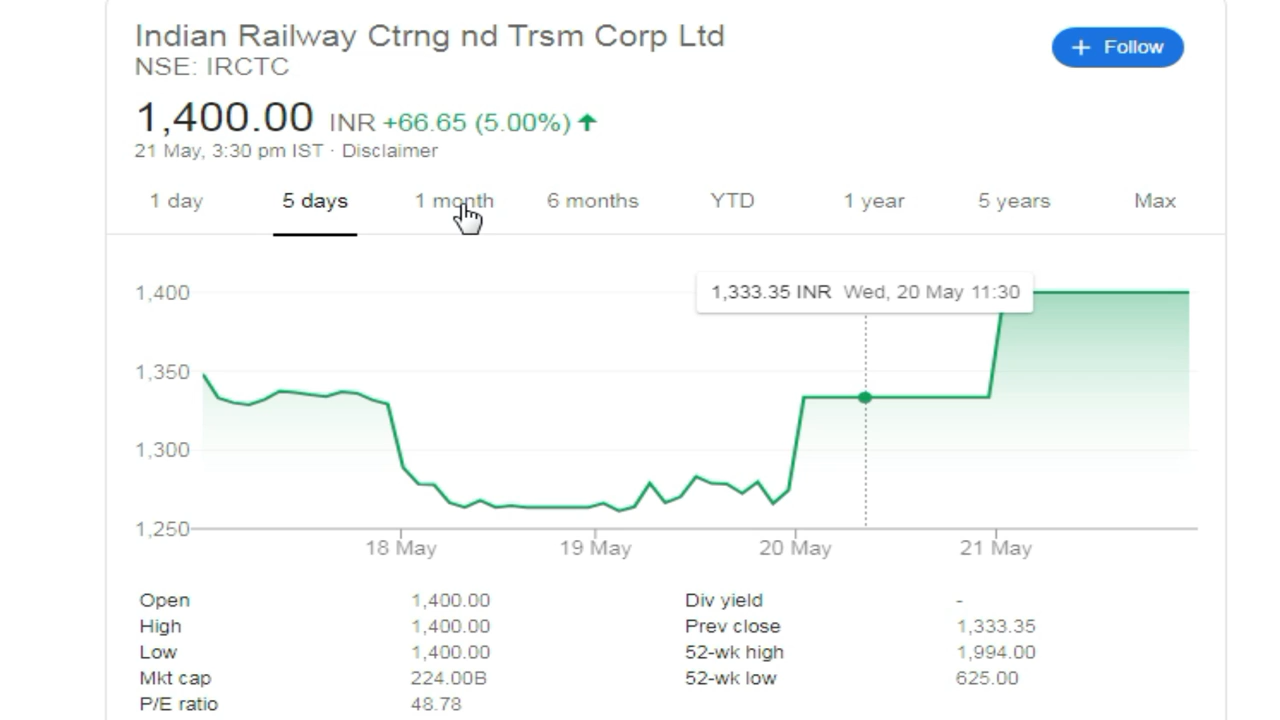 Indian Railway Ctrng nd Trsm Corp Ltd
+ Follow
NSE: IRCTC
1,400.00 INR +66.65 (5.00%)
21 May, 3:30 pm IST · Disclaimer
1 day 5 days 1 month 6 months YTD 1 year 5 years Max
1,333.35 INR Wed, 20 May 11:30
1,400
1,350
1,300
1,250
18 May 19 May 20 May 21 May
Open 1,400.00 Div yield -
High 1,400.00 Prev close 1,333.35
Low 1,400.00 52-wk high 1,994.00
Mkt cap 224.00B 52-wk low 625.00
P/E ratio 48.78